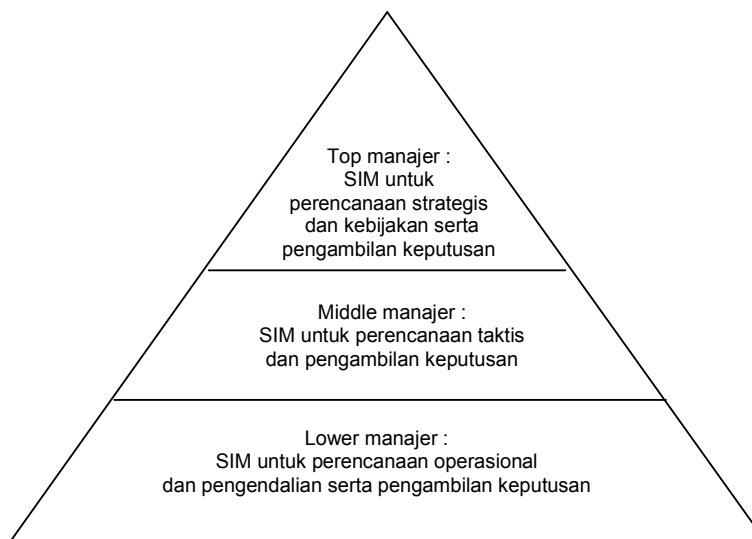 Top manajer :
SIM untuk
perencanaan strategis
dan kebijakan serta
pengambilan keputusan
Middle manajer :
SIM untuk perencanaan taktis
dan pengambilan keputusan
Lower manajer :
SIM untuk perencanaan operasional
dan pengendalian serta pengambilan keputusan